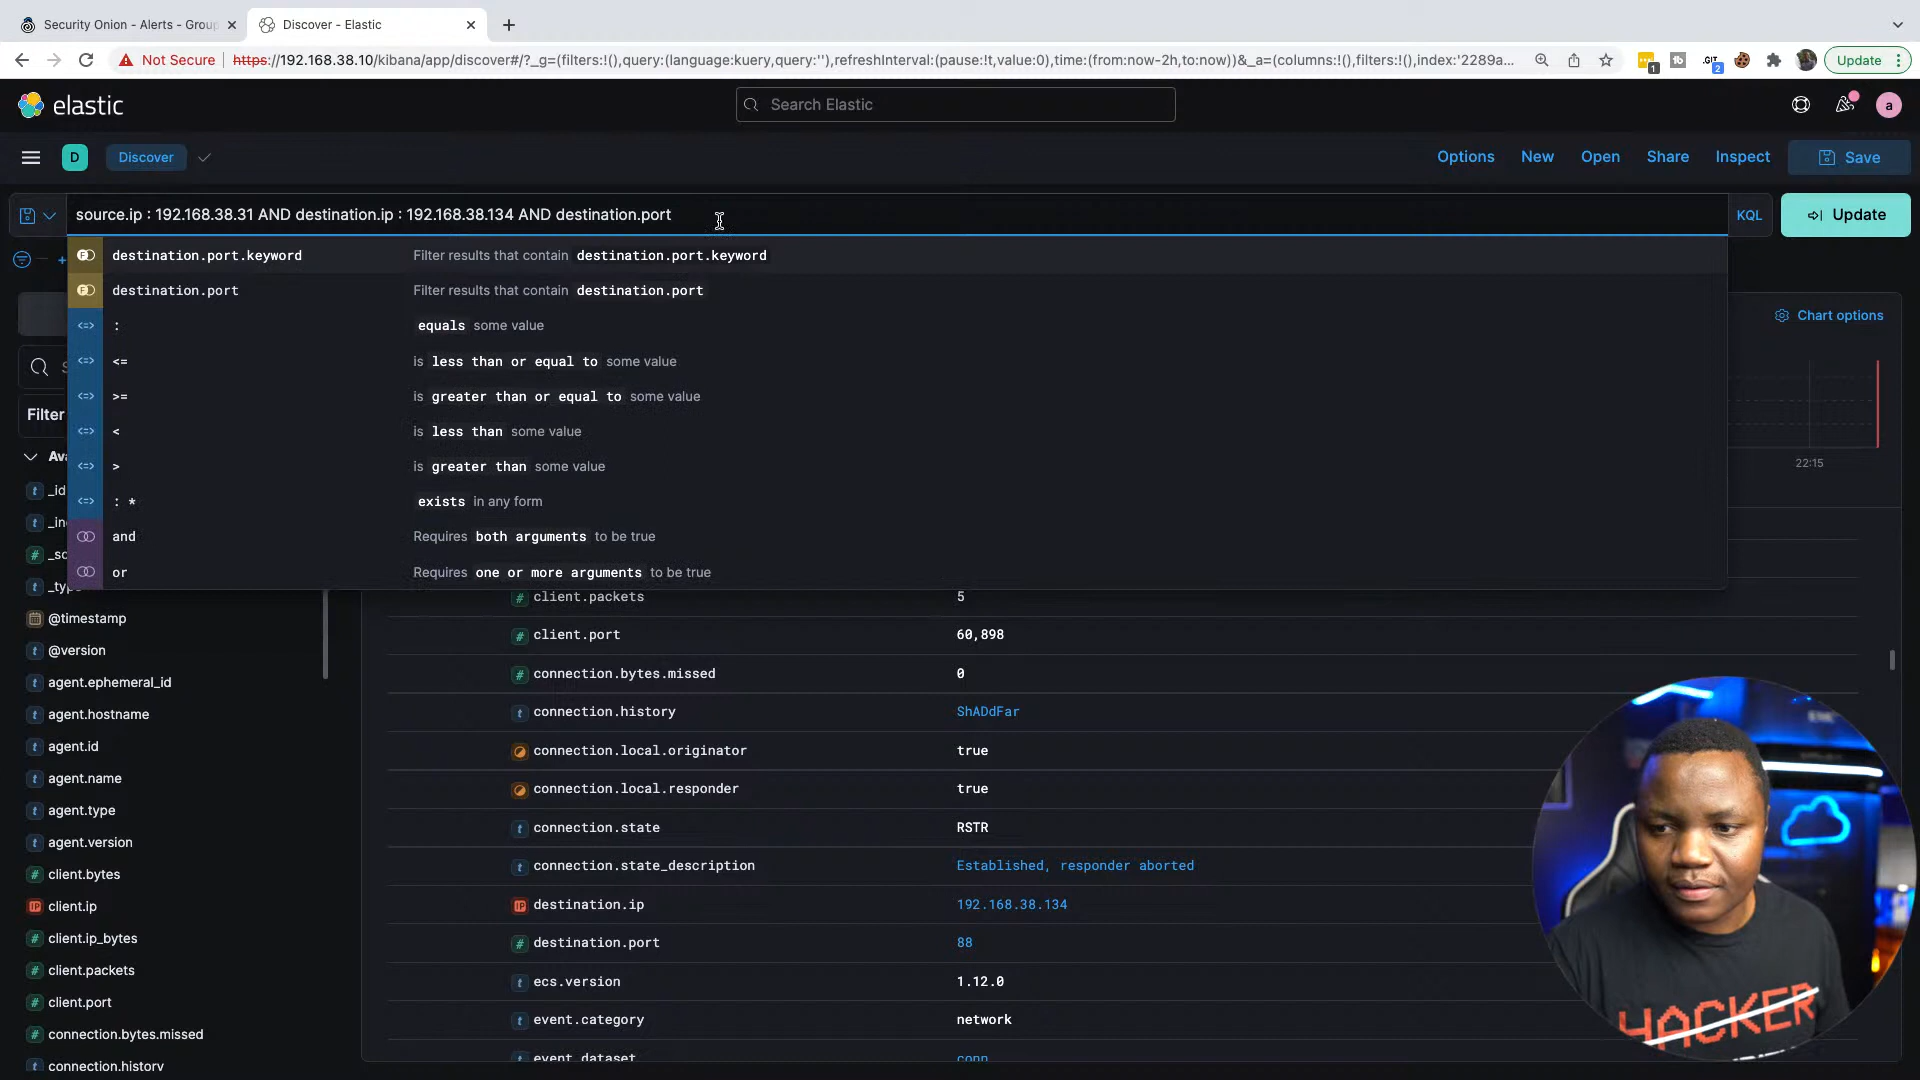 Security Onion - Alerts - Group
Discover - Elastic
Not Secure
https://192.168.38.10/kibana/app/discover#/?_g=(filters:!(),query:(language:kuery,query:''),refreshInterval:(pause:!t,value:0),time:(from:now-2h,to:now))&_a=(columns:!(),filters:!(),index:'2289a...
1
.GIT
2
Update
elastic
Search Elastic
a
D
Discover
Options
New
Open
Share
Inspect
Save
source.ip : 192.168.38.31 AND destination.ip : 192.168.38.134 AND destination.port
KQL
Update
destination.port.keyword Filter results that contain destination.port.keyword
destination.port Filter results that contain destination.port
: equals some value
<= is less than or equal to some value
>= is greater than or equal to some value
< is less than some value
> is greater than some value
: * exists in any form
and Requires both arguments to be true
or Requires one or more arguments to be true
Chart options
22:15
S
Filter
Ava
_id
_in
_so
_typ
@timestamp
@version
agent.ephemeral_id
agent.hostname
agent.id
agent.name
agent.type
agent.version
client.bytes
client.ip
client.ip_bytes
client.packets
client.port
connection.bytes.missed
connection.history
client.packets 5
client.port 60,898
connection.bytes.missed 0
connection.history ShADdFar
connection.local.originator true
connection.local.responder true
connection.state RSTR
connection.state_description Established, responder aborted
destination.ip 192.168.38.134
destination.port 88
ecs.version 1.12.0
event.category network
event.dataset conn
HACKER